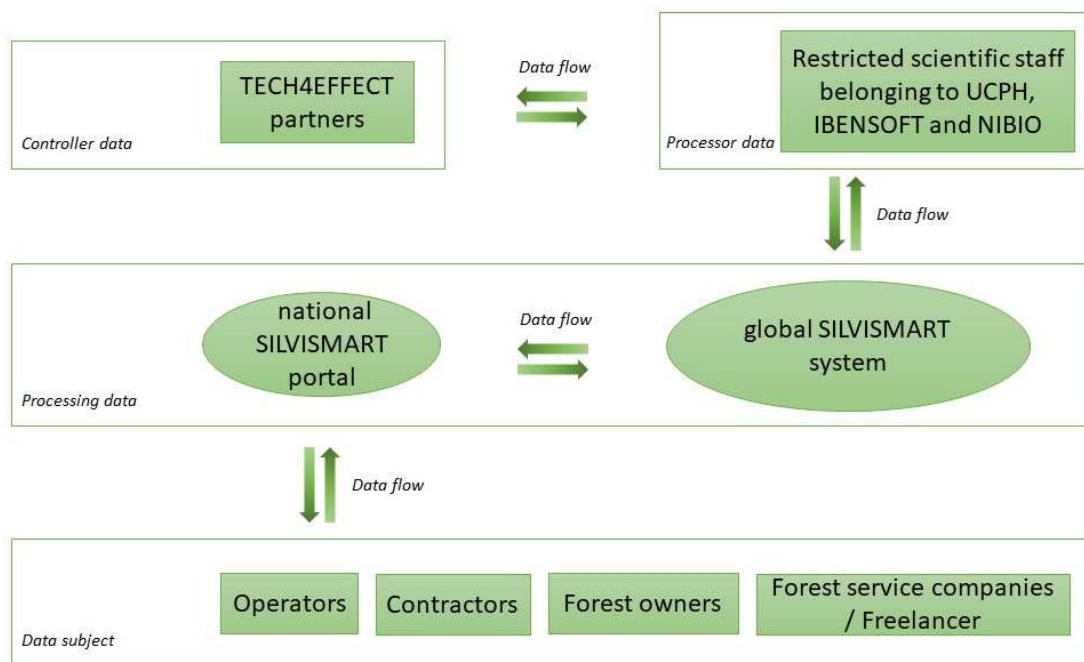 TECH4EFFECT
partners
Controller data
Data flow
Restricted scientific staff
belonging to UCPH,
IBENSOFT and NIBIO
Processor data
Data flow
national
SILVISMART
portal
Data flow
global SILVISMART
system
Processing data
Data flow
Operators
Contractors
Forest owners
Forest service companies
/ Freelancer
Data subject